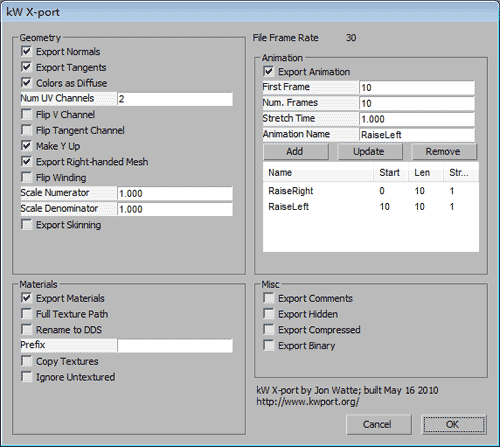 kW X-port
Geometry
Export Normals
Export Tangents
Colors as Diffuse
Num UV Channels 2
Flip V Channel
Flip Tangent Channel
Make Y Up
Export Right-handed Mesh
Flip Winding
Scale Numerator 1.000
Scale Denominator 1.000
Export Skinning
Materials
Export Materials
Full Texture Path
Rename to DDS
Prefix
Copy Textures
Ignore Untextured
File Frame Rate 30
Animation
Export Animation
First Frame 10
Num. Frames 10
Stretch Time 1.000
Animation Name RaiseLeft
Add Update Remove
Name Start Len Str...
RaiseRight 0 10 1
RaiseLeft 10 10 1
Misc
Export Comments
Export Hidden
Export Compressed
Export Binary
kW X-port by Jon Watte; built May 16 2010
http://www.kwport.org/
Cancel OK